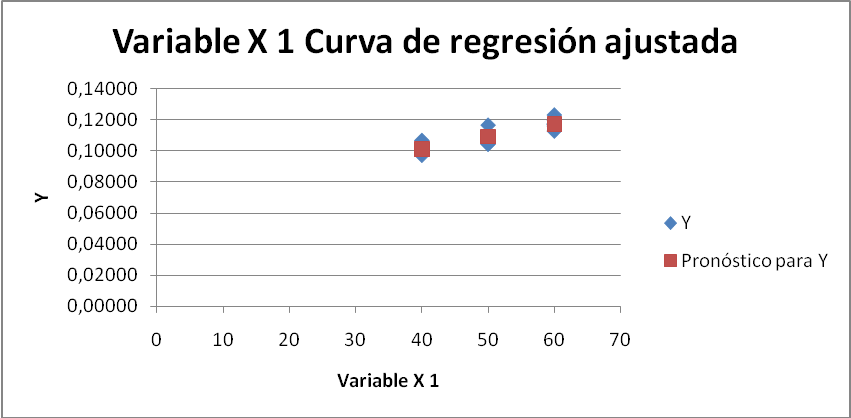 Variable X 1 Curva de regresión ajustada
0,14000
0,12000
0,10000
0,08000
0,06000
0,04000
0,02000
0,00000
Y
0 10 20 30 40 50 60 70
Variable X 1
Y
Pronóstico para Y